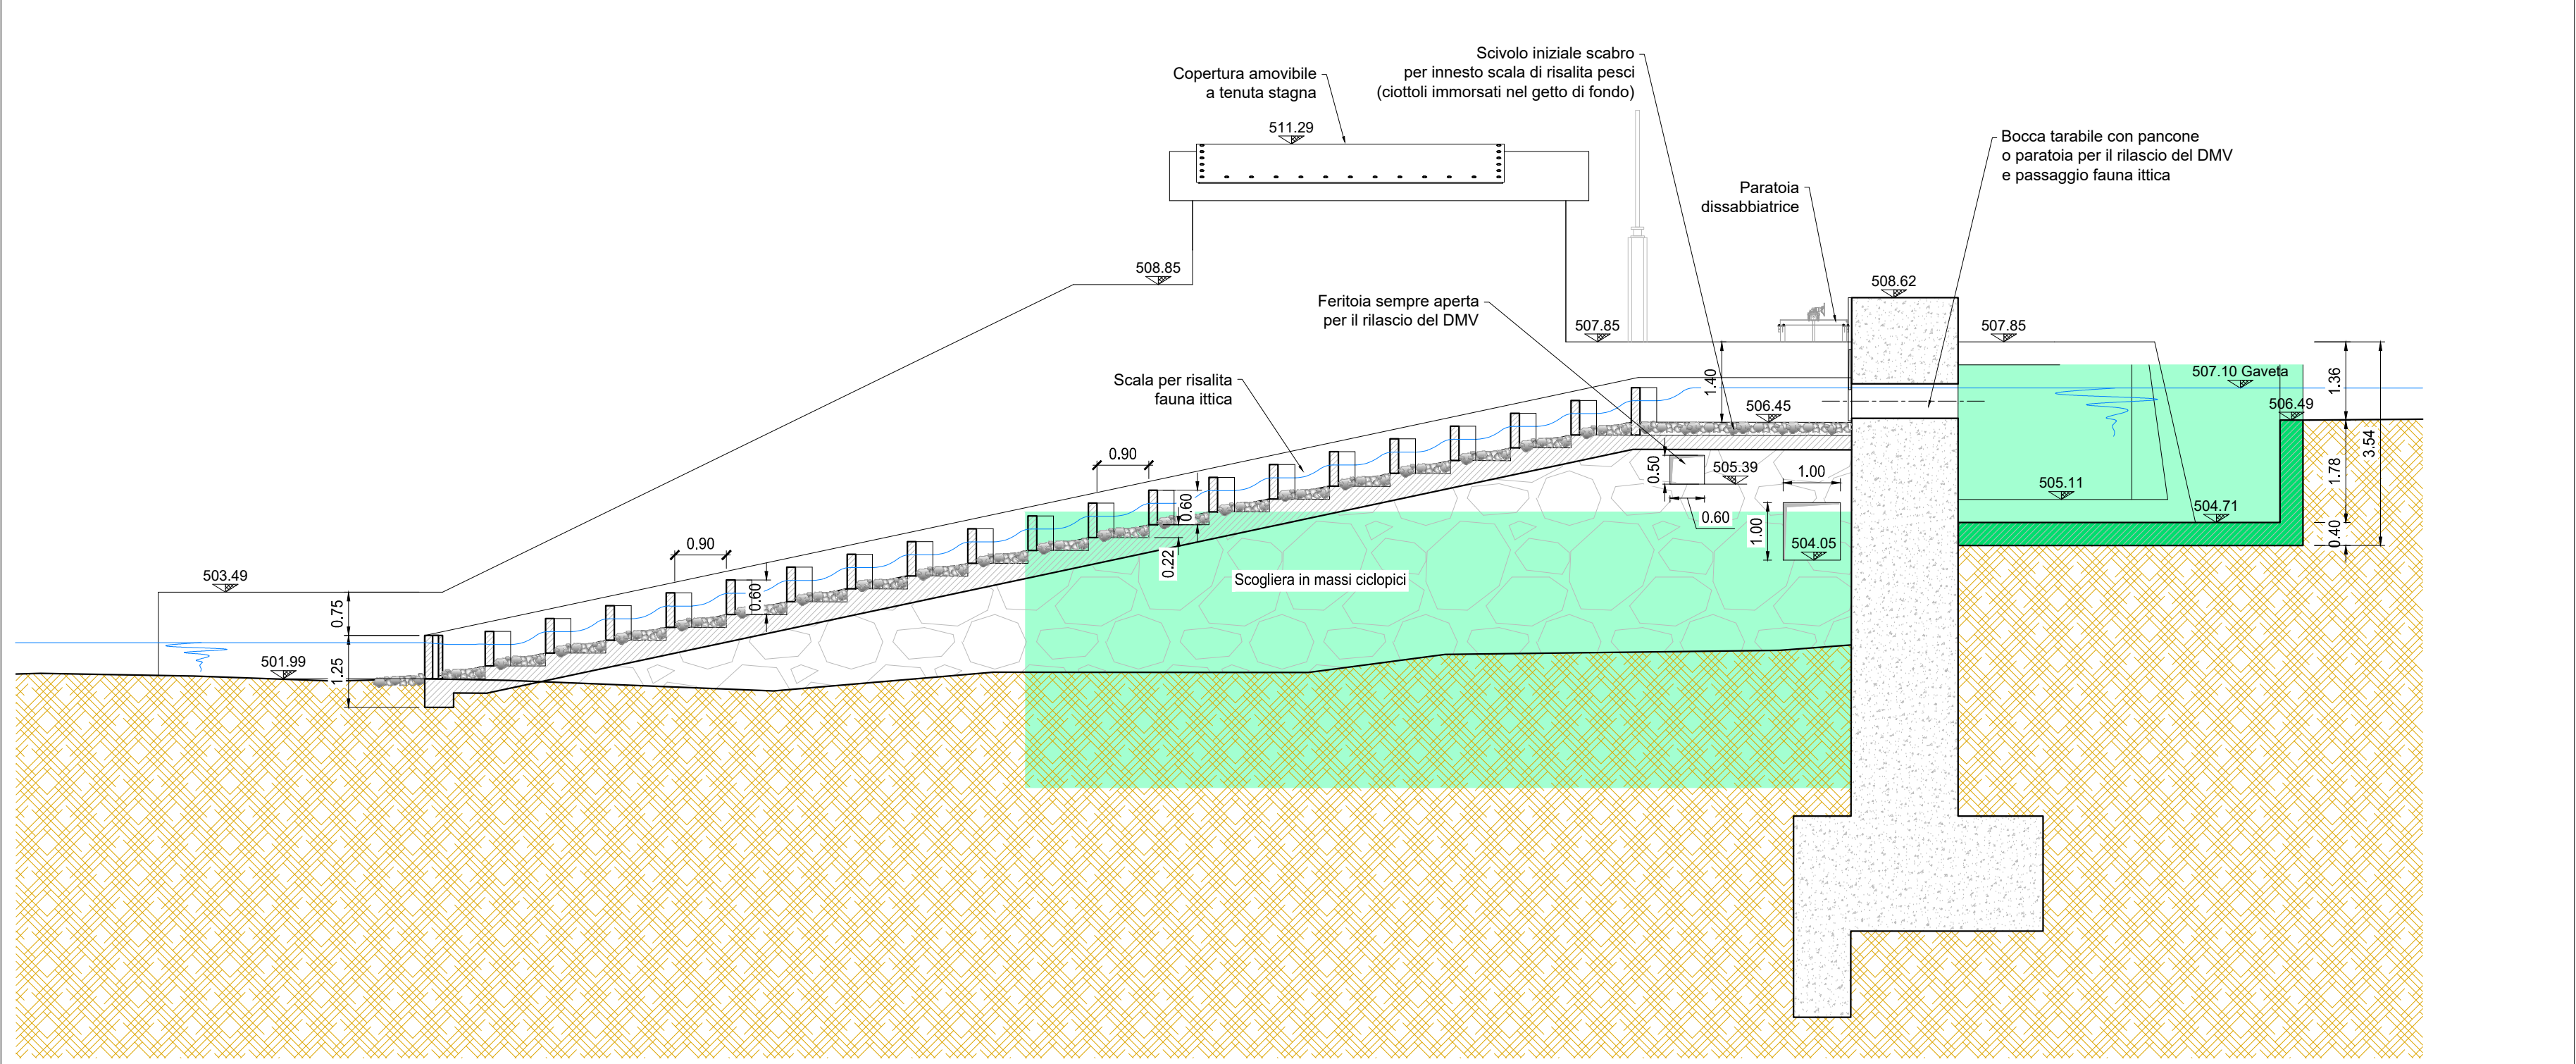 Scivolo iniziale scabro
per innesto scala di risalita pesci
(ciottoli immorsati nel getto di fondo)
Copertura amovibile
a tenuta stagna
511.29
Bocca tarabile con pancone
o paratoia per il rilascio del DMV
e passaggio fauna ittica
Paratoia
dissabbiatrice
508.85
508.62
Feritoia sempre aperta
per il rilascio del DMV
507.85
507.85
Scala per risalita
fauna ittica
1.40
507.10 Gaveta
1.36
506.45
506.49
3.54
0.90
0.50
505.39
1.00
1.78
0.60
505.11
504.71
0.60
1.00
0.40
0.90
504.05
0.22
Scogliera in massi ciclopici
503.49
0.60
0.75
501.99
1.25